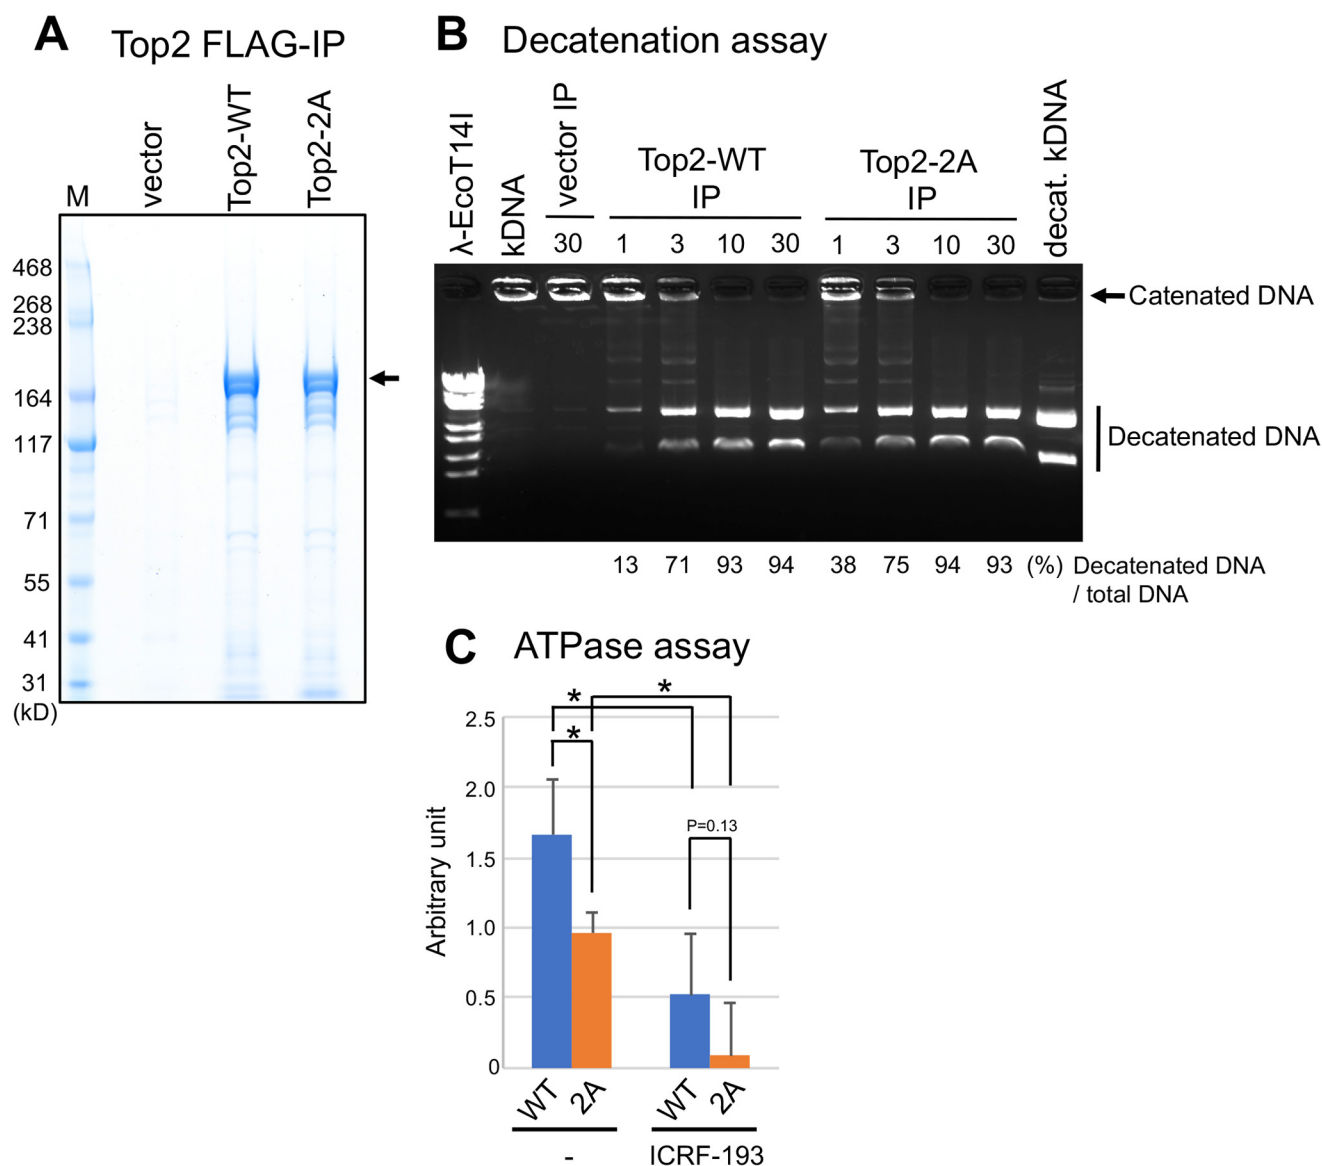 A Top2 FLAG-IP
M
vector
Top2-WT
Top2-2A
468
268
238
164
117
71
55
41
31
(kD)
B Decatenation assay
λ-EcoT14I
kDNA
vector IP
Top2-WT
IP
Top2-2A
IP
decat. kDNA
30 1 3 10 30 1 3 10 30
Catenated DNA
Decatenated DNA
13 71 93 94 38 75 94 93 (%) Decatenated DNA
/ total DNA
C ATPase assay
* *
*
Arbitrary unit
2.5
2.0
1.5
1.0
0.5
0
P=0.13
WT 2A WT 2A
- ICRF-193